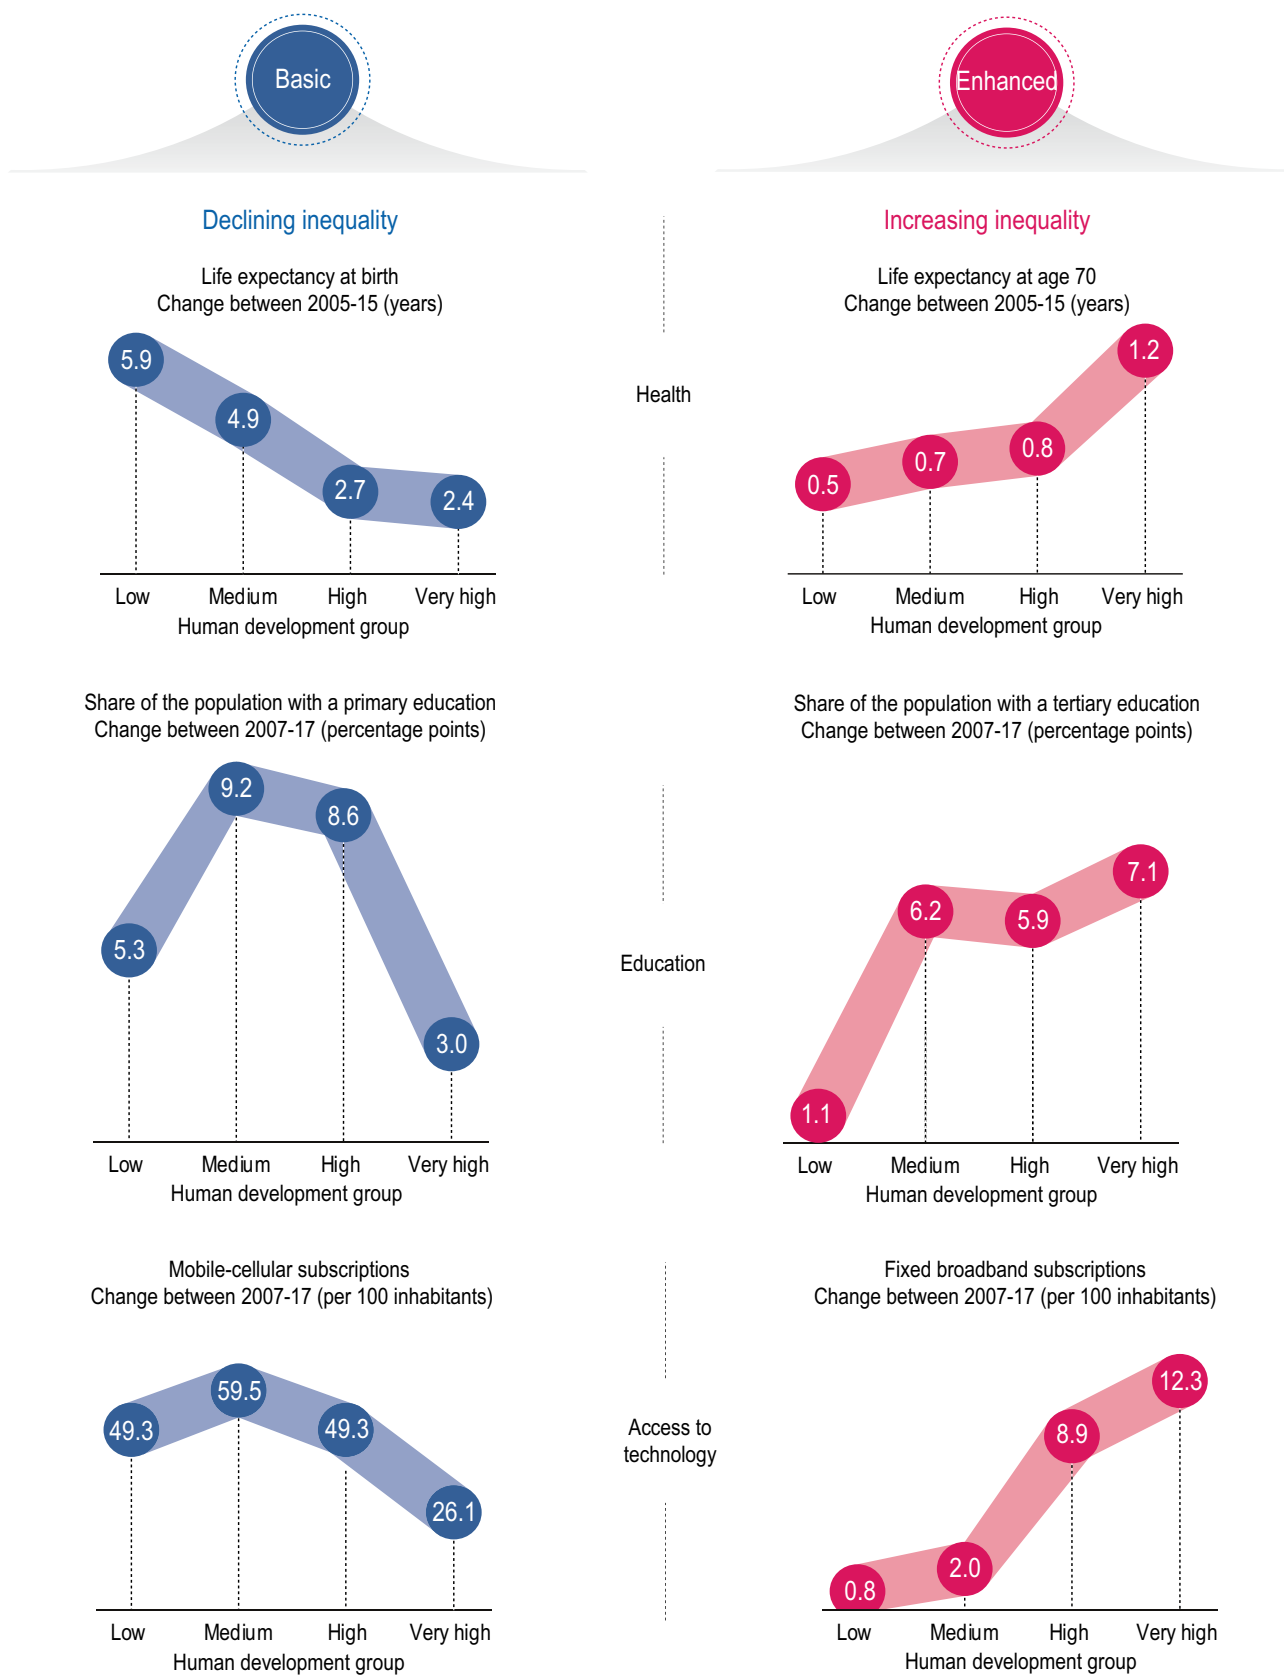 Basic
Enhanced
Declining inequality
Increasing inequality
Life expectancy at birth
Change between 2005-15 (years)
5.9
4.9
2.7
2.4
Low Medium High Very high
Human development group
Health
Life expectancy at age 70
Change between 2005-15 (years)
0.5
0.7
0.8
1.2
Low Medium High Very high
Human development group
Share of the population with a primary education
Change between 2007-17 (percentage points)
5.3
9.2
8.6
3.0
Low Medium High Very high
Human development group
Education
Share of the population with a tertiary education
Change between 2007-17 (percentage points)
1.1
6.2
5.9
7.1
Low Medium High Very high
Human development group
Mobile-cellular subscriptions
Change between 2007-17 (per 100 inhabitants)
49.3
59.5
49.3
26.1
Low Medium High Very high
Human development group
Access to
technology
Fixed broadband subscriptions
Change between 2007-17 (per 100 inhabitants)
0.8
2.0
8.9
12.3
Low Medium High Very high
Human development group